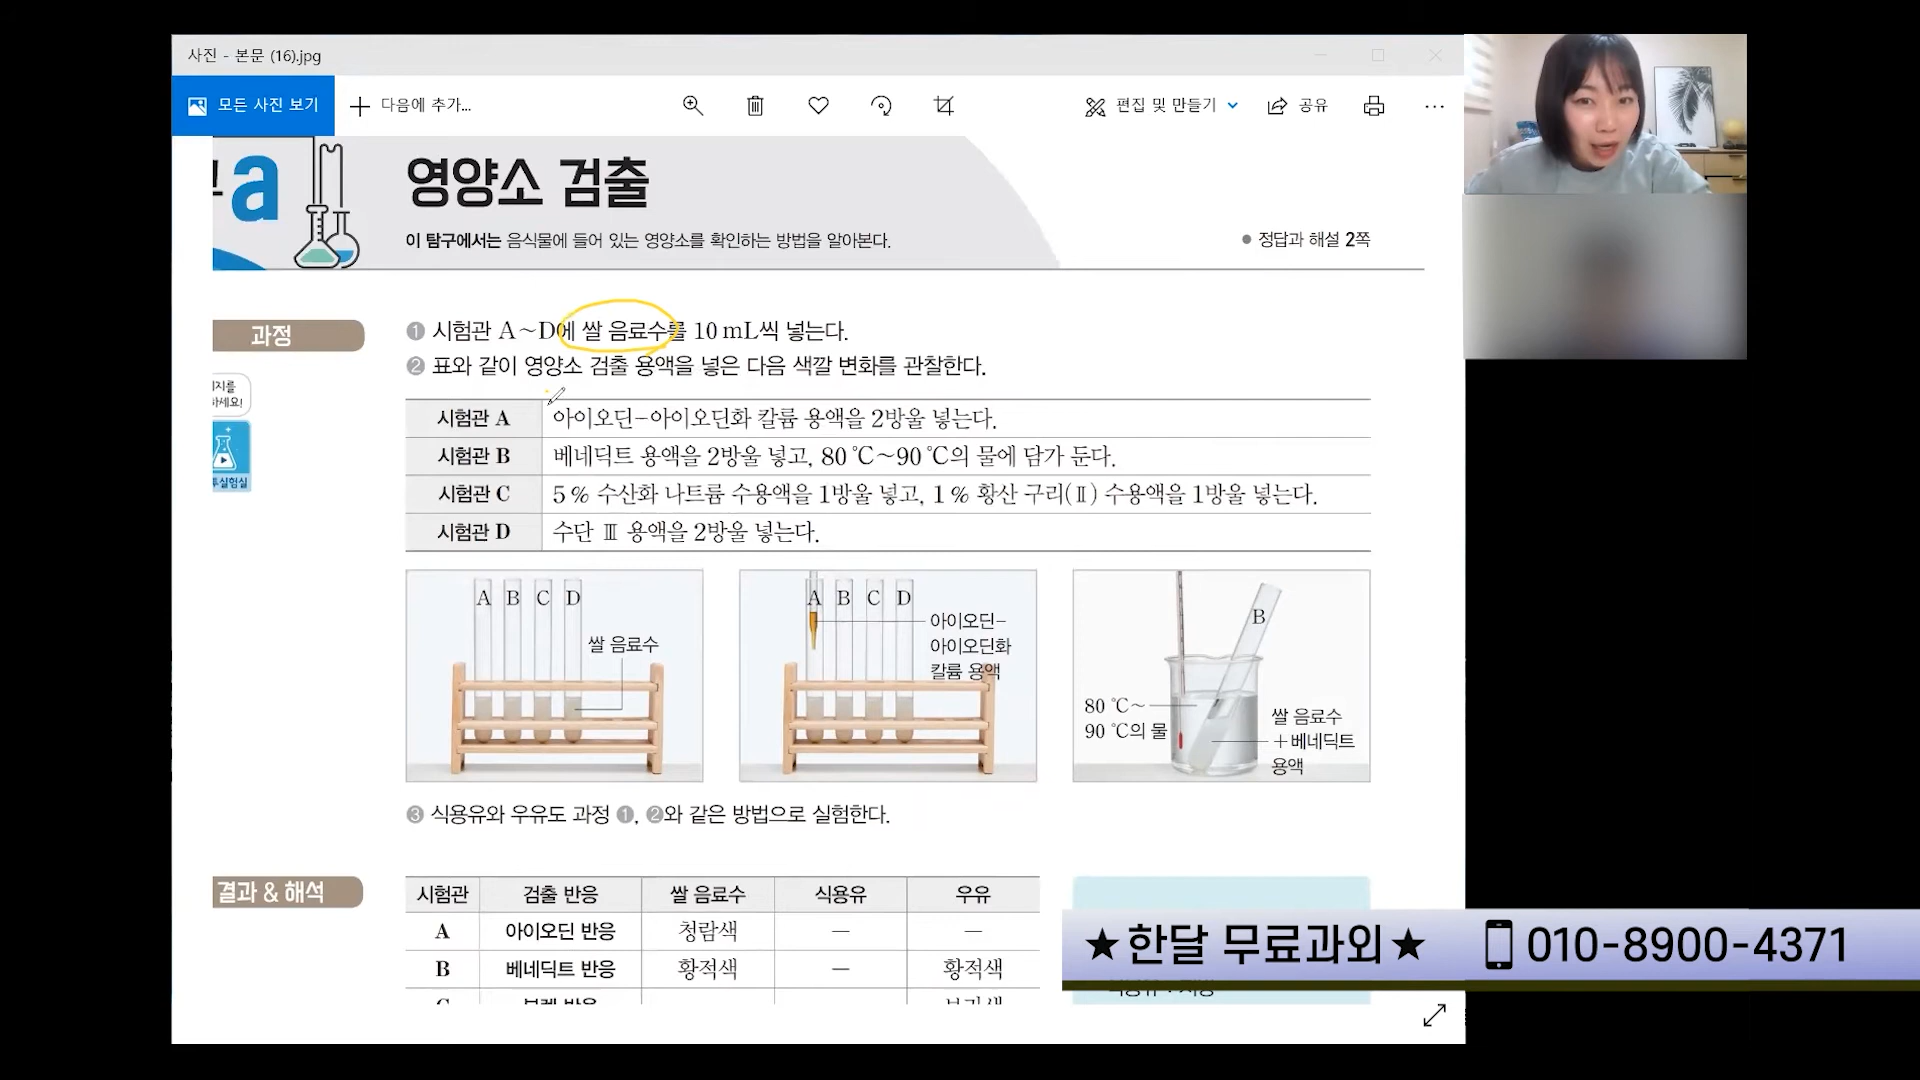 사진 - 본문 (16).jpg
모든 사진 보기
다음에 추가...
편집 및 만들기
공유
a
영양소 검출
이 탐구에서는 음식물에 들어 있는 영양소를 확인하는 방법을 알아본다.
● 정답과 해설 2쪽
과정
❶ 시험관 A~D에 쌀 음료수를 10 mL씩 넣는다.
❷ 표와 같이 영양소 검출 용액을 넣은 다음 색깔 변화를 관찰한다.
지를
하세요!
실험실
시험관 A 아이오딘-아이오딘화 칼륨 용액을 2방울 넣는다.
시험관 B 베네딕트 용액을 2방울 넣고, 80 ℃~90 ℃의 물에 담가 둔다.
시험관 C 5 % 수산화 나트륨 수용액을 1방울 넣고, 1 % 황산 구리(Ⅱ) 수용액을 1방울 넣는다.
시험관 D 수단 Ⅲ 용액을 2방울 넣는다.
A B C D
쌀 음료수
A B C D
아이오딘-
아이오딘화
칼륨 용액
B
80 ℃~
90 ℃의 물
쌀 음료수
+베네딕트
용액
❸ 식용유와 우유도 과정 ❶, ❷와 같은 방법으로 실험한다.
결과 & 해석
시험관 검출 반응 쌀 음료수 식용유 우유
A 아이오딘 반응 청람색 — —
B 베네딕트 반응 황적색 — 황적색
★한달 무료과외★ 010-8900-4371